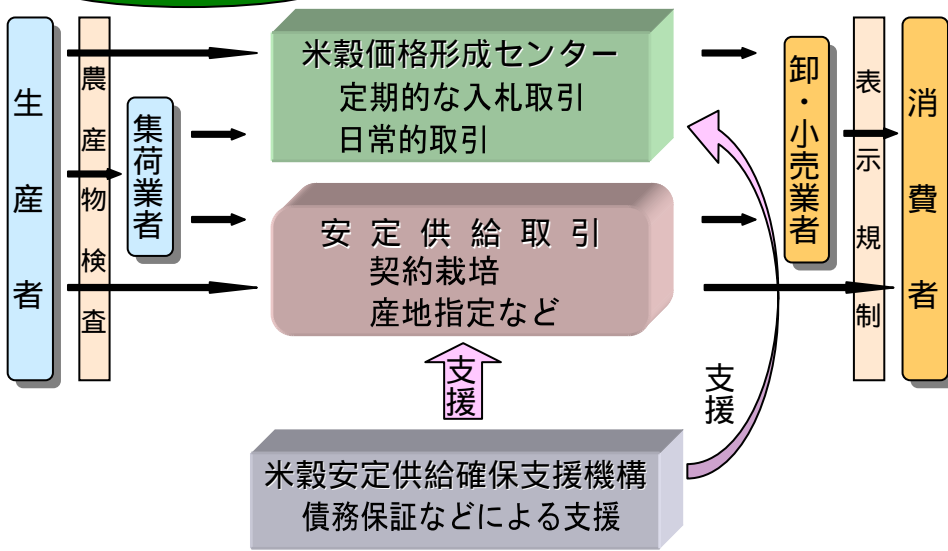 生産者
農産物検査
集荷業者
米穀価格形成センター
定期的な入札取引
日常的取引
安定供給取引
契約栽培
産地指定など
支援
支援
米穀安定供給確保支援機構
債務保証などによる支援
卸・小売業者
表示規制
消費者